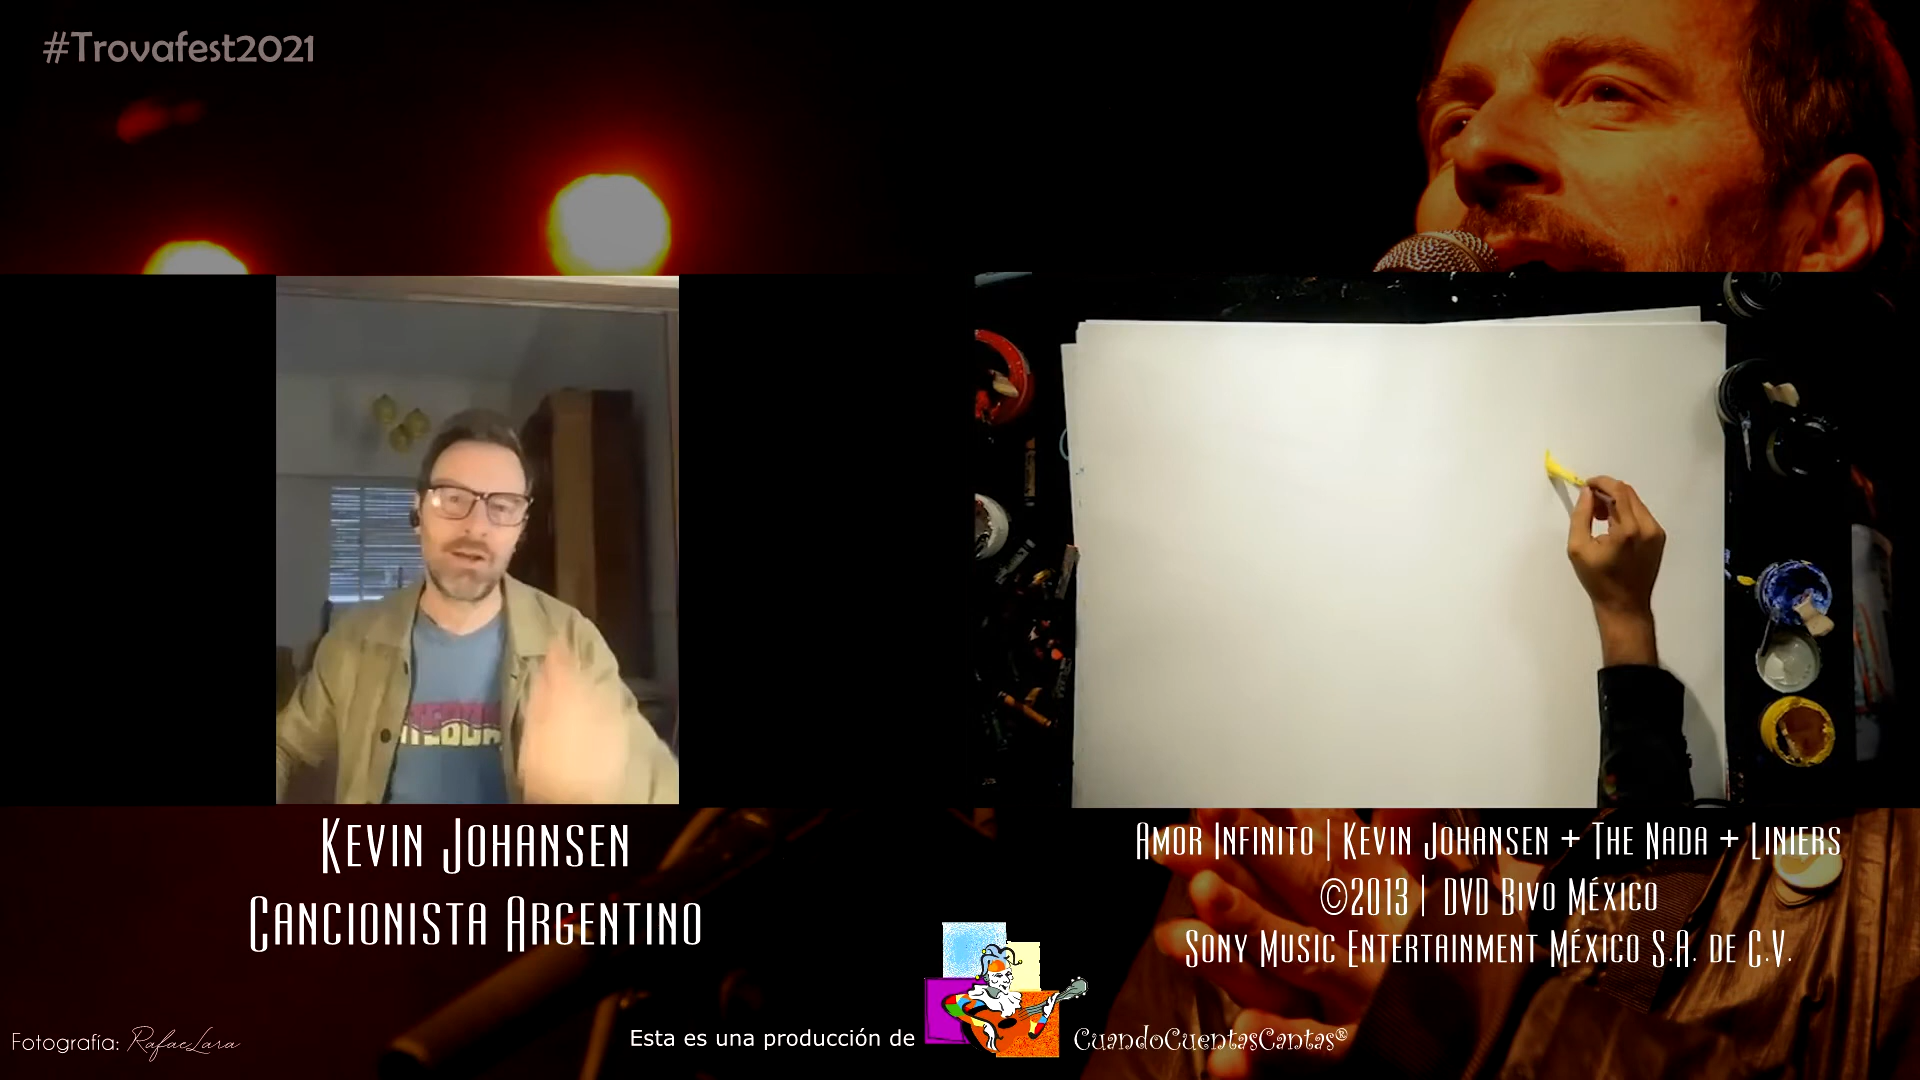 #Trovafest2021
Kevin Johansen
Cancionista Argentino
Amor Infinito | Kevin Johansen + The Nada + Liniers
©2013 | DVD Bivo México
Sony Music Entertainment México S.A. de C.V.
Fotografía: RafaeLara
Esta es una producción de
CuandoCuentasCantas®